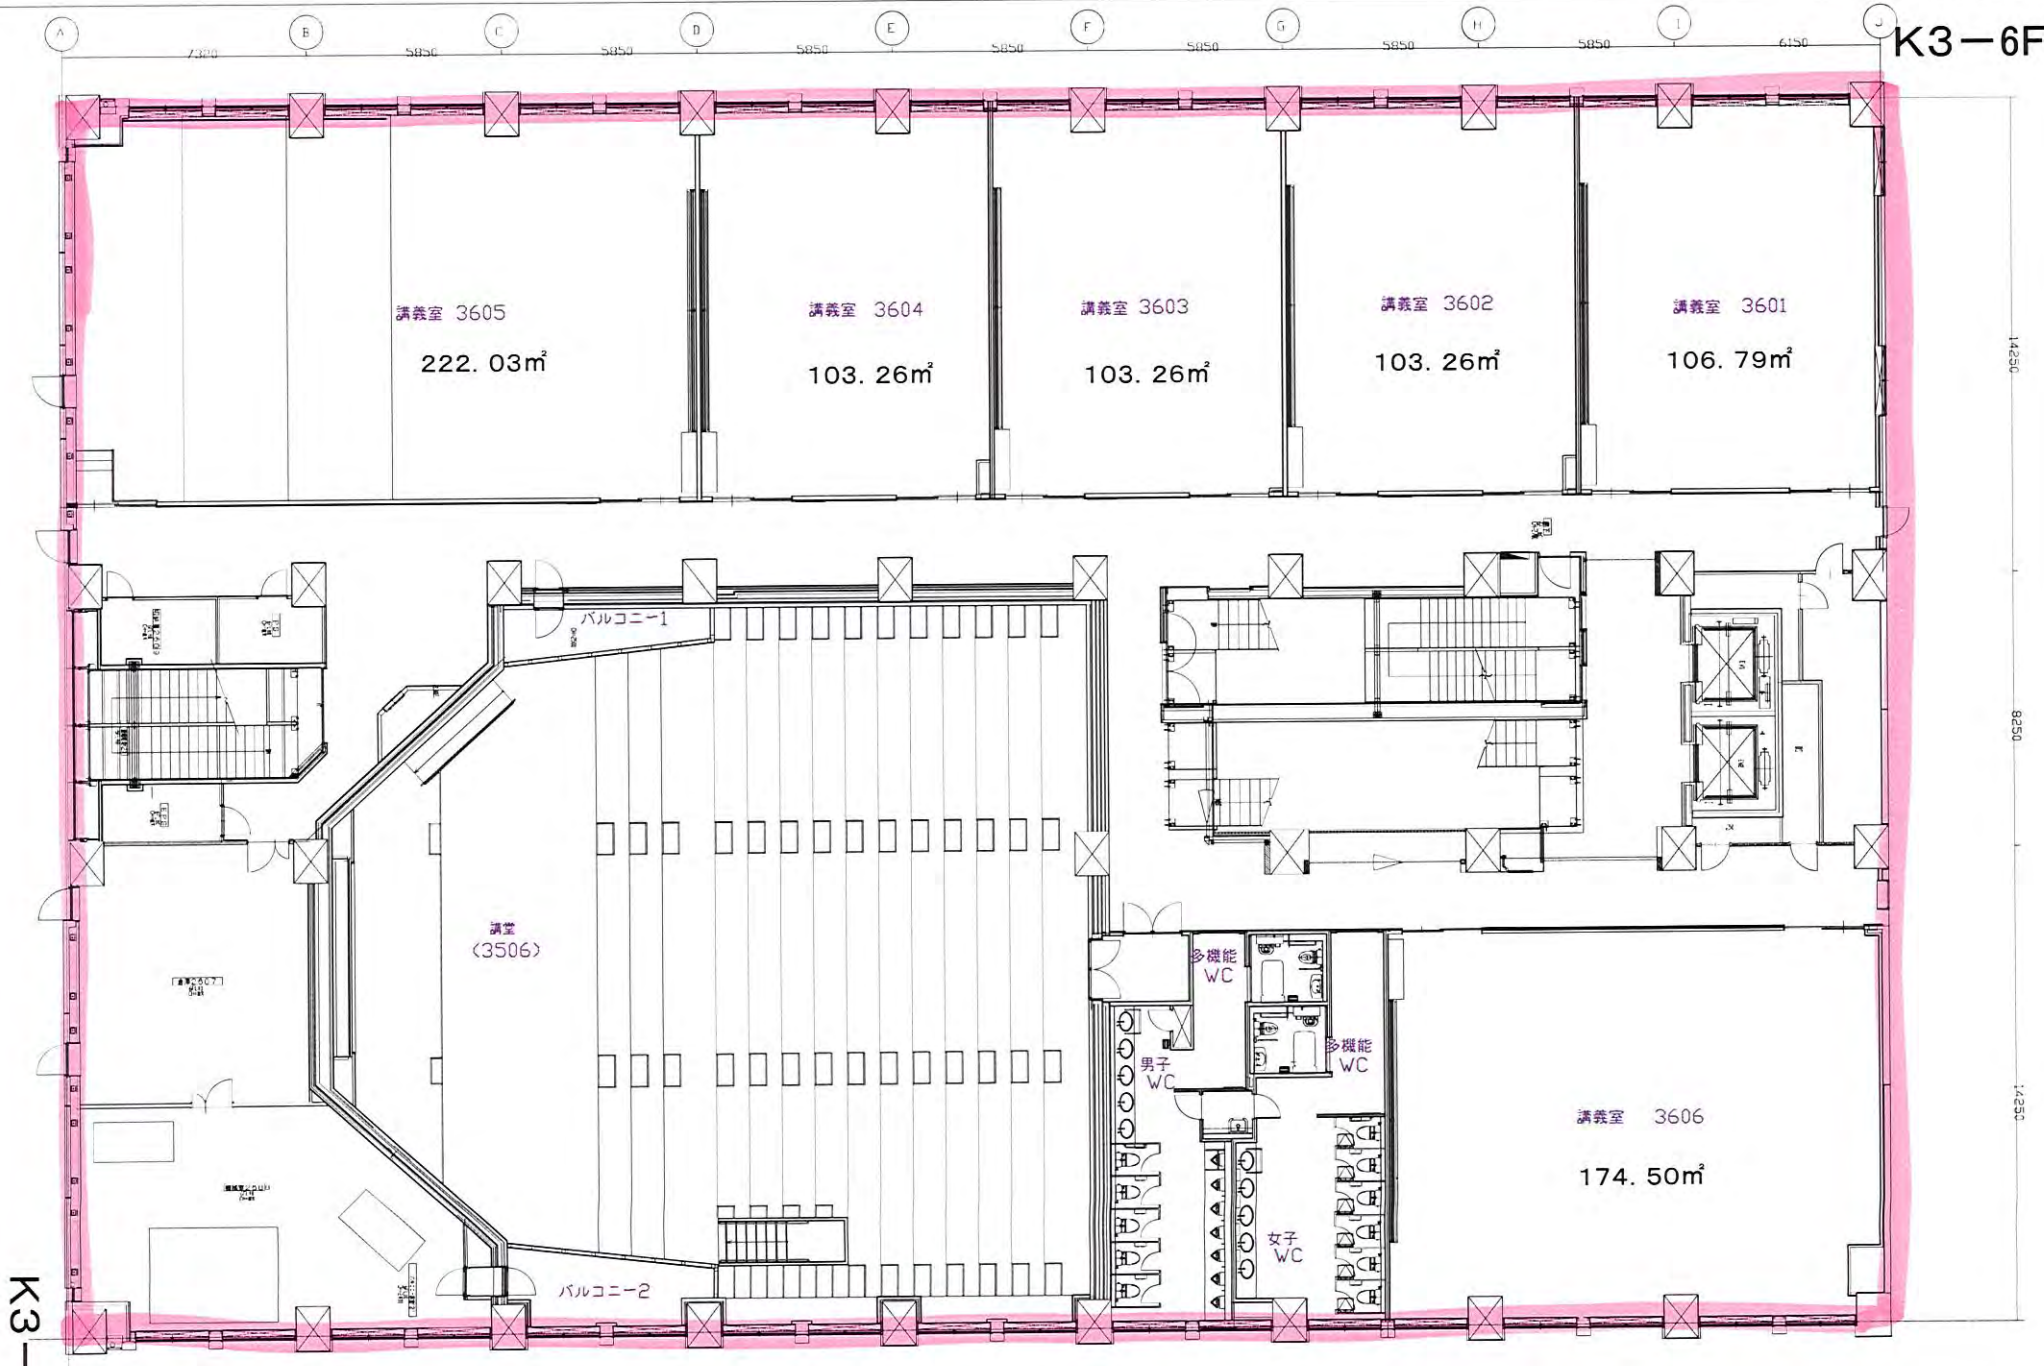 A B C D E F G H I J
K3－6F
7320 5850 5850 5850 5850 5850 5850 5850 6150
講義室 3605
222.03㎡
講義室 3604
103.26㎡
講義室 3603
103.26㎡
講義室 3602
103.26㎡
講義室 3601
106.79㎡
14250
バルコニー1
8250
講堂
(3506)
多機能
WC
男子
WC
多機能
WC
女子
WC
講義室 3606
174.50㎡
14250
バルコニー2
K3－